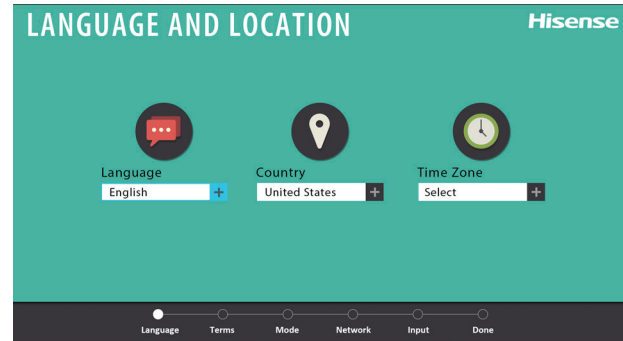 LANGUAGE AND LOCATION
Hisense
Language
Country
Time Zone
English
United States
Select
Language Terms Mode Network Input Done